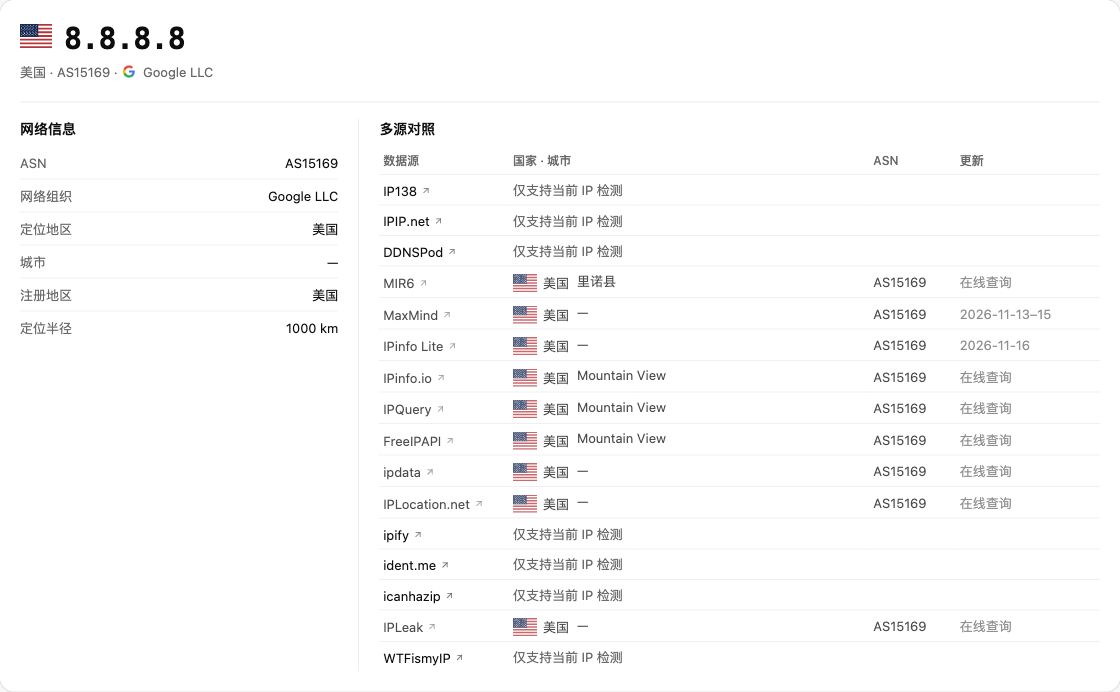 8.8.8.8
美国 · AS15169 · Google LLC
网络信息
ASN AS15169
网络组织 Google LLC
定位地区 美国
城市 —
注册地区 美国
定位半径 1000 km
多源对照
数据源 国家 · 城市 ASN 更新
IP138 ↗ 仅支持当前 IP 检测
IPIP.net ↗ 仅支持当前 IP 检测
DDNSPod ↗ 仅支持当前 IP 检测
MIR6 ↗ 美国 里诺县 AS15169 在线查询
MaxMind ↗ 美国 — AS15169 2026-11-13–15
IPinfo Lite ↗ 美国 — AS15169 2026-11-16
IPinfo.io ↗ 美国 Mountain View AS15169 在线查询
IPQuery ↗ 美国 Mountain View AS15169 在线查询
FreeIPAPI ↗ 美国 Mountain View AS15169 在线查询
ipdata ↗ 美国 — AS15169 在线查询
IPLocation.net ↗ 美国 — AS15169 在线查询
ipify ↗ 仅支持当前 IP 检测
ident.me ↗ 仅支持当前 IP 检测
icanhazip ↗ 仅支持当前 IP 检测
IPLeak ↗ 美国 — AS15169 在线查询
WTFismyIP ↗ 仅支持当前 IP 检测